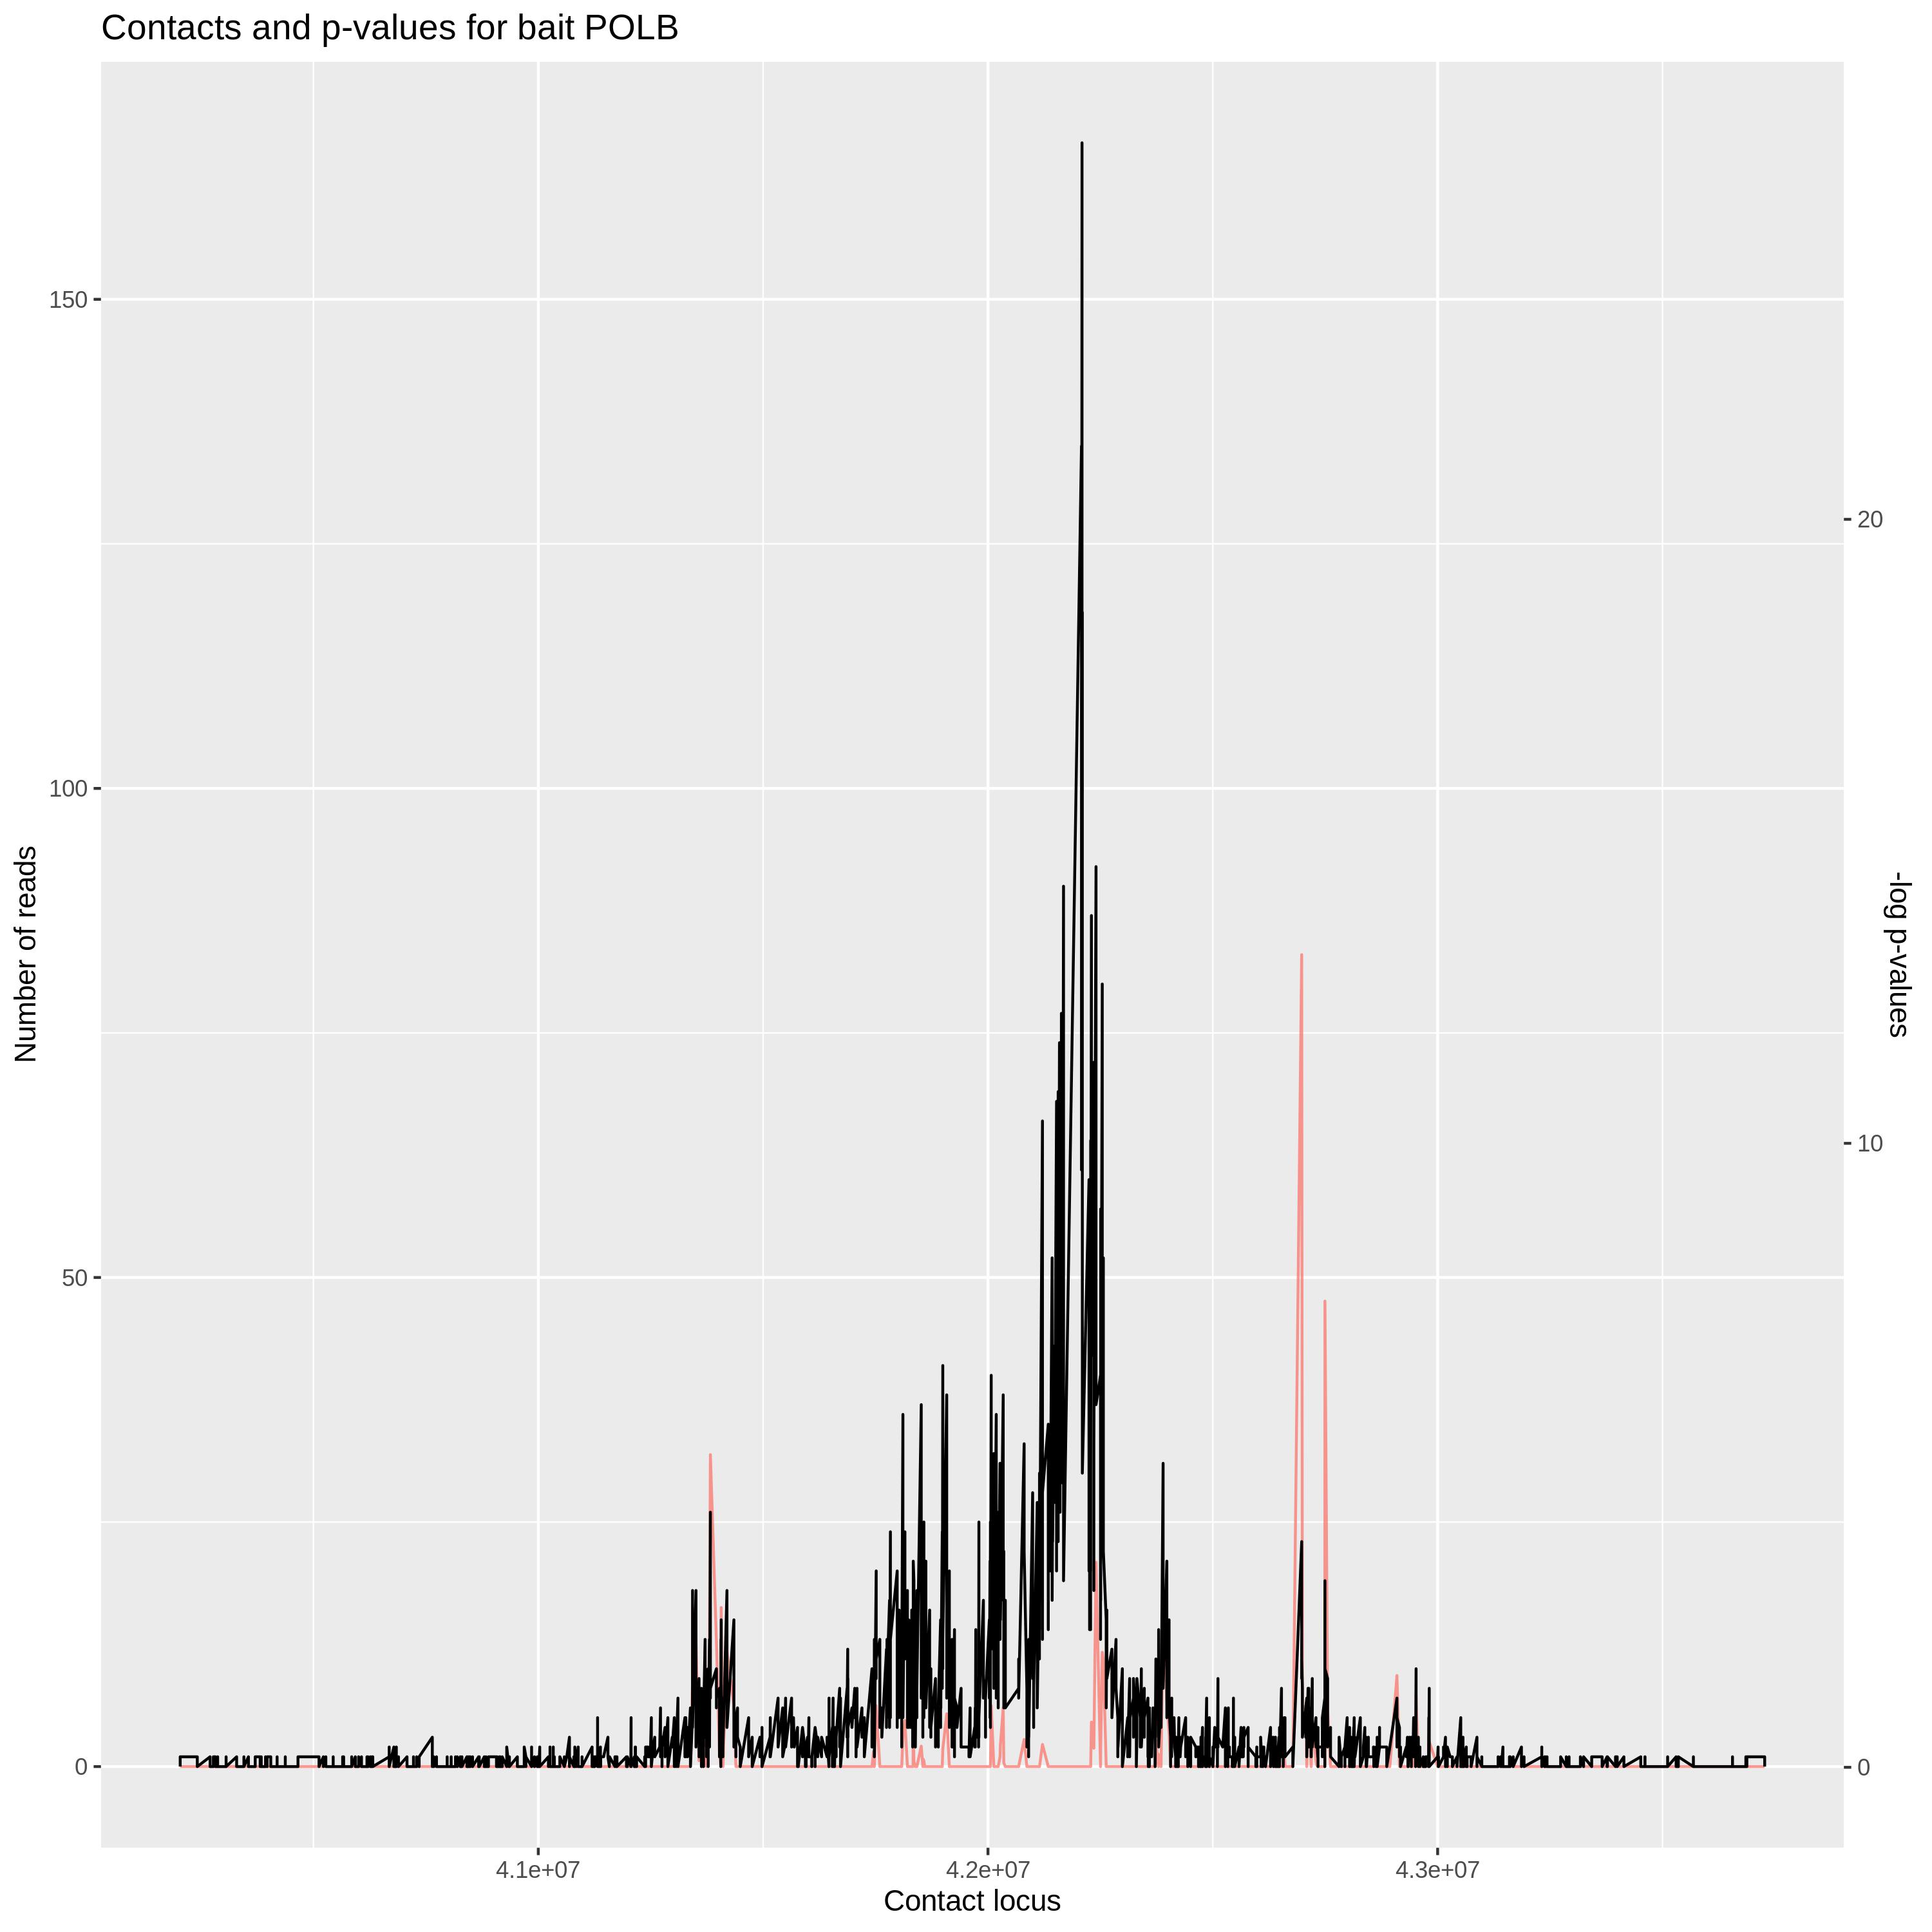 Contacts and p-values for bait POLB
150
100
50
0
Number of reads
20
10
0
-log p-values
4.1e+07
4.2e+07
4.3e+07
Contact locus